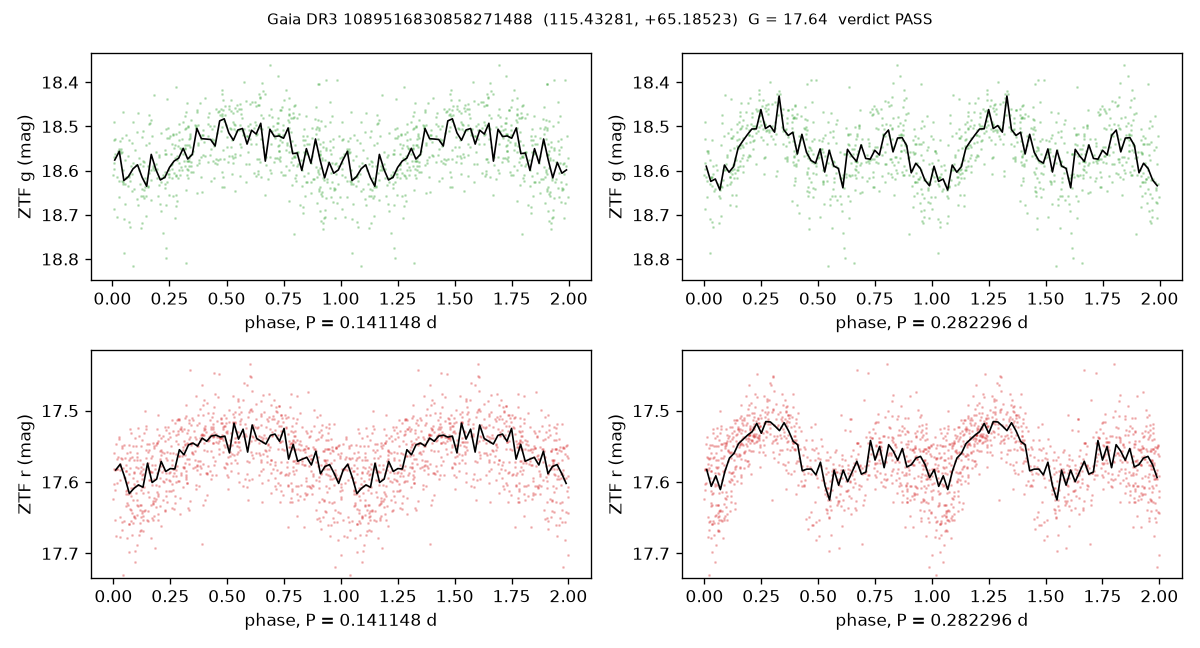 Gaia DR3 1089516830858271488 (115.43281, +65.18523) G = 17.64 verdict PASS
ZTF g (mag)
18.4
18.5
18.6
18.7
18.8
0.00 0.25 0.50 0.75 1.00 1.25 1.50 1.75 2.00
phase, P = 0.141148 d
ZTF g (mag)
18.4
18.5
18.6
18.7
18.8
0.00 0.25 0.50 0.75 1.00 1.25 1.50 1.75 2.00
phase, P = 0.282296 d
ZTF r (mag)
17.5
17.6
17.7
0.00 0.25 0.50 0.75 1.00 1.25 1.50 1.75 2.00
phase, P = 0.141148 d
ZTF r (mag)
17.5
17.6
17.7
0.00 0.25 0.50 0.75 1.00 1.25 1.50 1.75 2.00
phase, P = 0.282296 d